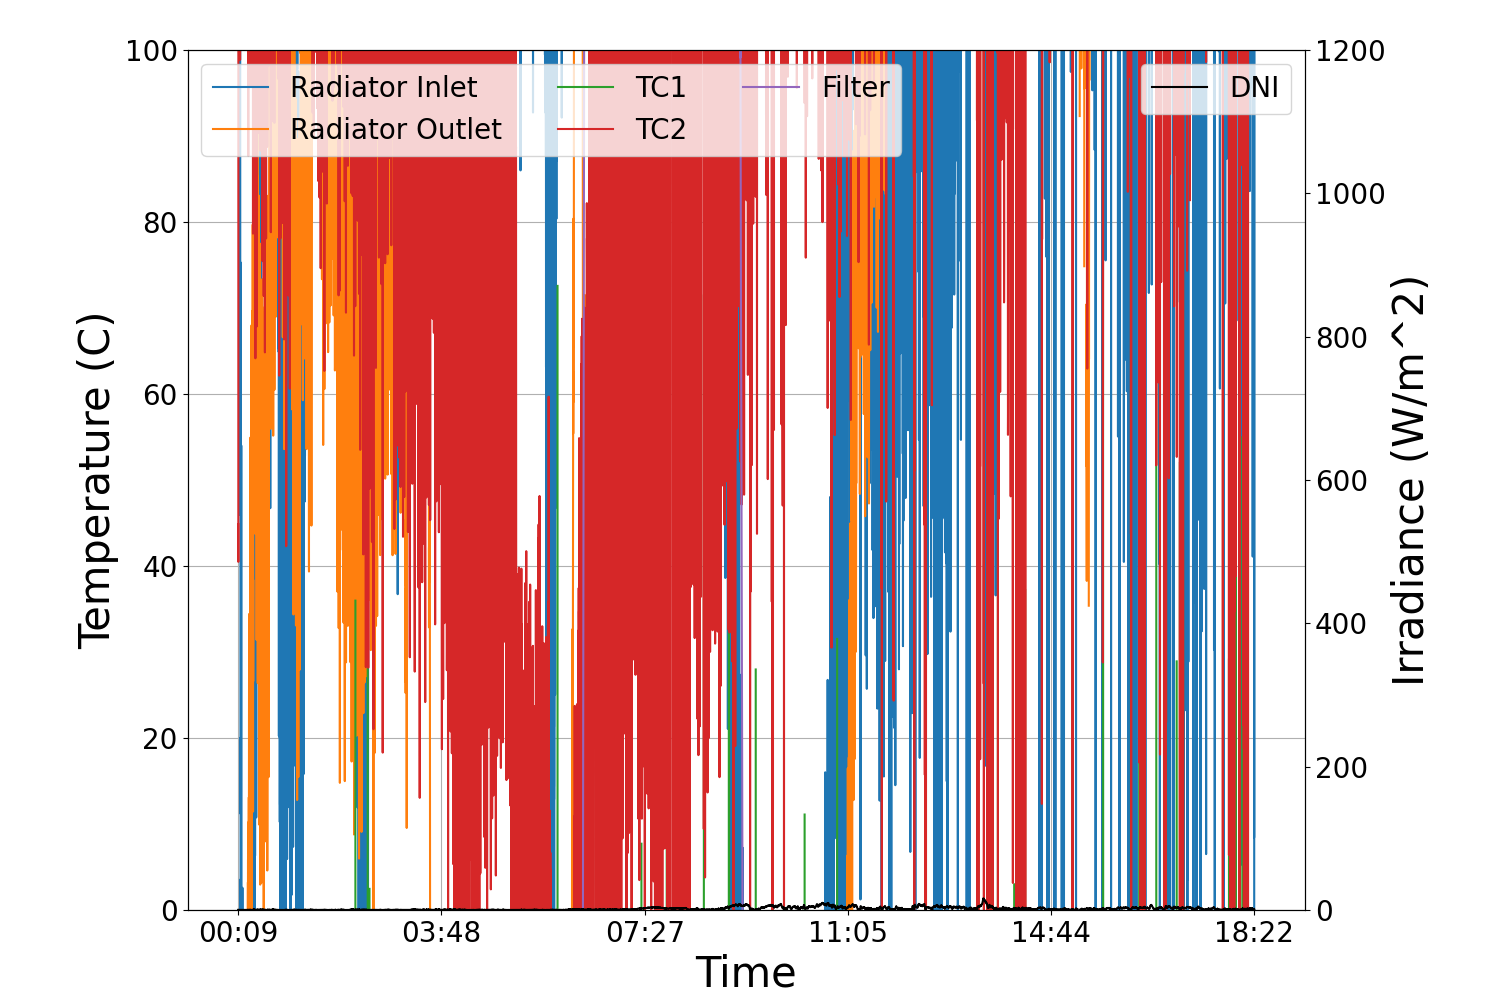 100
80
60
40
20
0
Temperature (C)
Radiator Inlet
Radiator Outlet
TC1
TC2
Filter
DNI
1200
1000
800
600
400
200
0
Irradiance (W/m^2)
00:09 03:48 07:27 11:05 14:44 18:22
Time